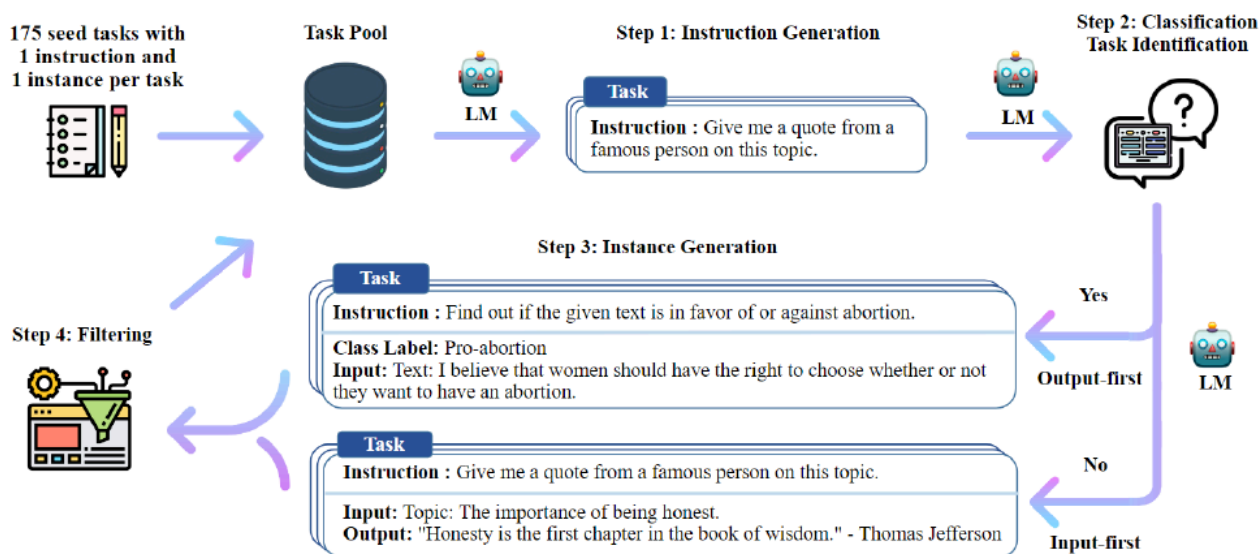 175 seed tasks with
1 instruction and
1 instance per task
Task Pool
LM
Step 1: Instruction Generation
Task
Instruction : Give me a quote from a
famous person on this topic.
LM
Step 2: Classification
Task Identification
Step 3: Instance Generation
Task
Instruction : Find out if the given text is in favor of or against abortion.
Class Label: Pro-abortion
Input: Text: I believe that women should have the right to choose whether or not
they want to have an abortion.
Yes
Output-first
LM
Step 4: Filtering
Task
Instruction : Give me a quote from a famous person on this topic.
Input: Topic: The importance of being honest.
Output: "Honesty is the first chapter in the book of wisdom." - Thomas Jefferson
No
Input-first